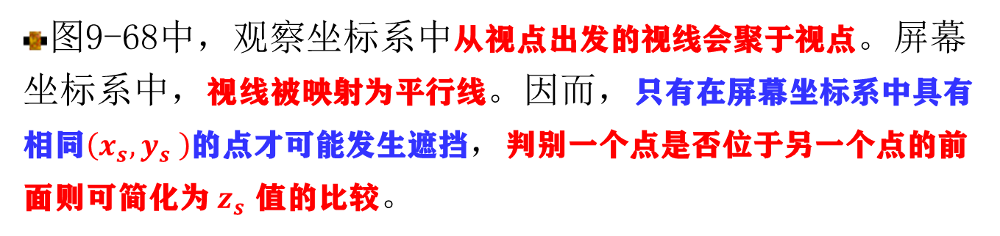 图9-68中，观察坐标系中从视点出发的视线会聚于视点。屏幕
坐标系中，视线被映射为平行线。因而，只有在屏幕坐标系中具有
相同(xₛ, yₛ )的点才可能发生遮挡，判别一个点是否位于另一个点的前
面则可简化为 zₛ 值的比较。